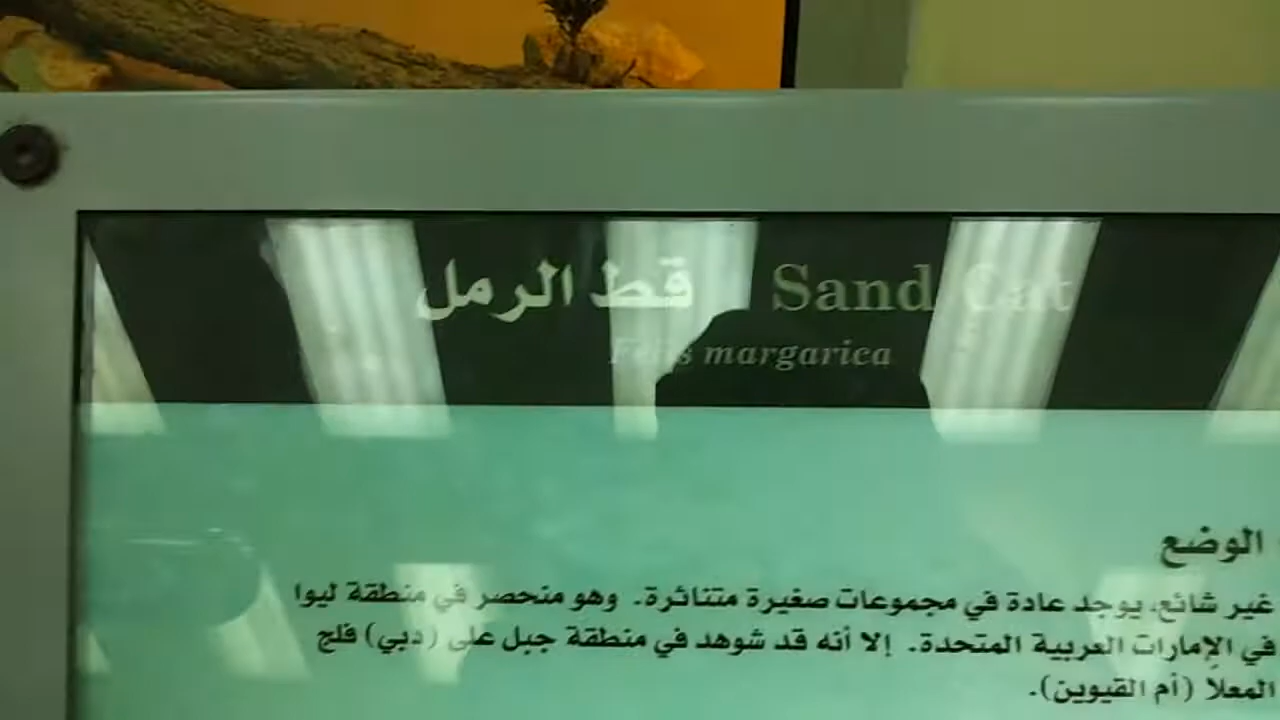 قط الرمل Sand Cat
Felis margarica
الوضع
غير شائع، يوجد عادة في مجموعات صغيرة متناثرة. وهو منحصر في منطقة ليوا
في الإمارات العربية المتحدة. إلا أنه قد شوهد في منطقة جبل على (دبي) فلج
المعلا (أم القيوين).